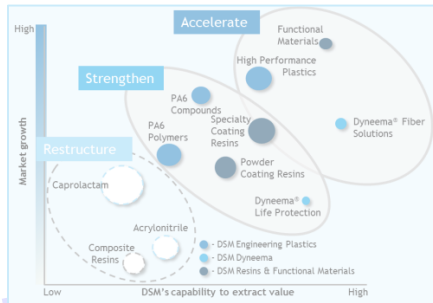 Accelerate
High
Functional
Materials
High Performance
Plastics
Strengthen
PA6
Compounds
Specialty
Coating
Resins
Dyneema® Fiber
Solutions
PA6
Polymers
Restructure
Powder
Coating Resins
Caprolactam
Dyneema®
Life Protection
Acrylonitrile
Composite
Resins
- DSM Engineering Plastics
- DSM Dyneema
- DSM Resins & Functional Materials
Market growth
Low
DSM's capability to extract value
High